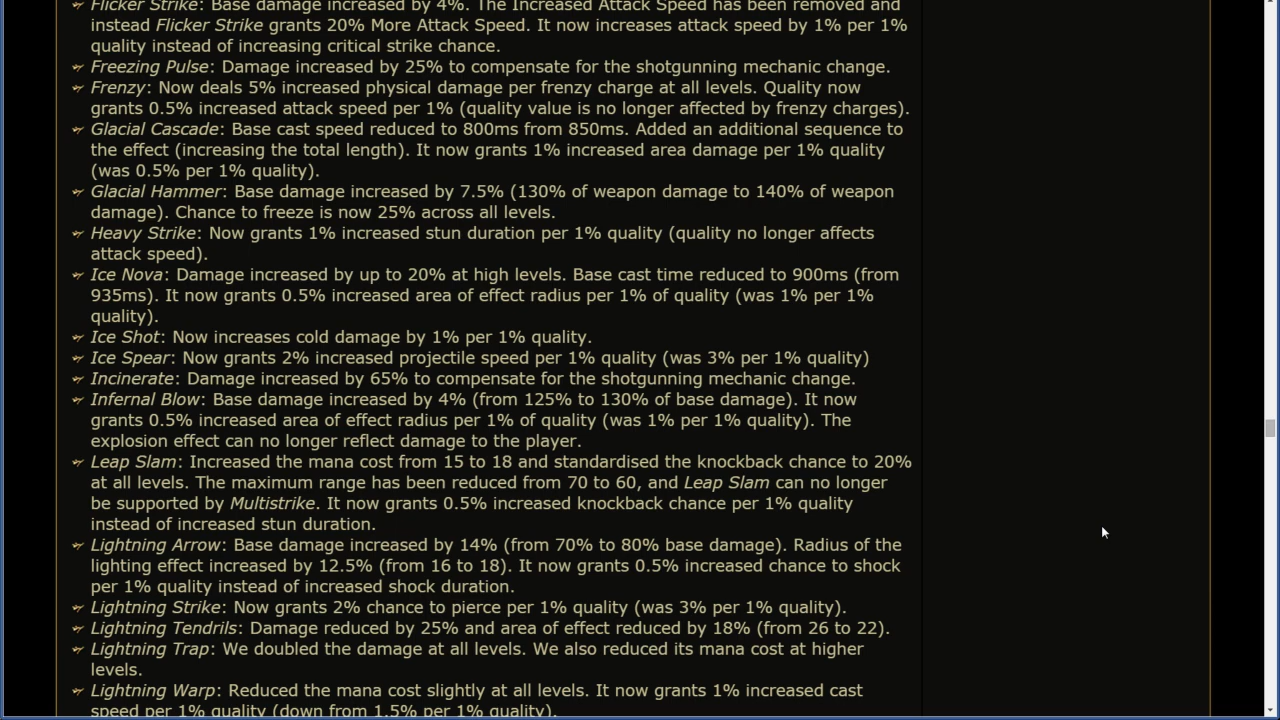 Flicker Strike: Base damage increased by 4%. The Increased Attack Speed has been removed and
instead Flicker Strike grants 20% More Attack Speed. It now increases attack speed by 1% per 1%
quality instead of increasing critical strike chance.
Freezing Pulse: Damage increased by 25% to compensate for the shotgunning mechanic change.
Frenzy: Now deals 5% increased physical damage per frenzy charge at all levels. Quality now
grants 0.5% increased attack speed per 1% (quality value is no longer affected by frenzy charges).
Glacial Cascade: Base cast speed reduced to 800ms from 850ms. Added an additional sequence to
the effect (increasing the total length). It now grants 1% increased area damage per 1% quality
(was 0.5% per 1% quality).
Glacial Hammer: Base damage increased by 7.5% (130% of weapon damage to 140% of weapon
damage). Chance to freeze is now 25% across all levels.
Heavy Strike: Now grants 1% increased stun duration per 1% quality (quality no longer affects
attack speed).
Ice Nova: Damage increased by up to 20% at high levels. Base cast time reduced to 900ms (from
935ms). It now grants 0.5% increased area of effect radius per 1% of quality (was 1% per 1%
quality).
Ice Shot: Now increases cold damage by 1% per 1% quality.
Ice Spear: Now grants 2% increased projectile speed per 1% quality (was 3% per 1% quality)
Incinerate: Damage increased by 65% to compensate for the shotgunning mechanic change.
Infernal Blow: Base damage increased by 4% (from 125% to 130% of base damage). It now
grants 0.5% increased area of effect radius per 1% of quality (was 1% per 1% quality). The
explosion effect can no longer reflect damage to the player.
Leap Slam: Increased the mana cost from 15 to 18 and standardised the knockback chance to 20%
at all levels. The maximum range has been reduced from 70 to 60, and Leap Slam can no longer
be supported by Multistrike. It now grants 0.5% increased knockback chance per 1% quality
instead of increased stun duration.
Lightning Arrow: Base damage increased by 14% (from 70% to 80% base damage). Radius of the
lighting effect increased by 12.5% (from 16 to 18). It now grants 0.5% increased chance to shock
per 1% quality instead of increased shock duration.
Lightning Strike: Now grants 2% chance to pierce per 1% quality (was 3% per 1% quality).
Lightning Tendrils: Damage reduced by 25% and area of effect reduced by 18% (from 26 to 22).
Lightning Trap: We doubled the damage at all levels. We also reduced its mana cost at higher
levels.
Lightning Warp: Reduced the mana cost slightly at all levels. It now grants 1% increased cast
speed per 1% quality (down from 1.5% per 1% quality).